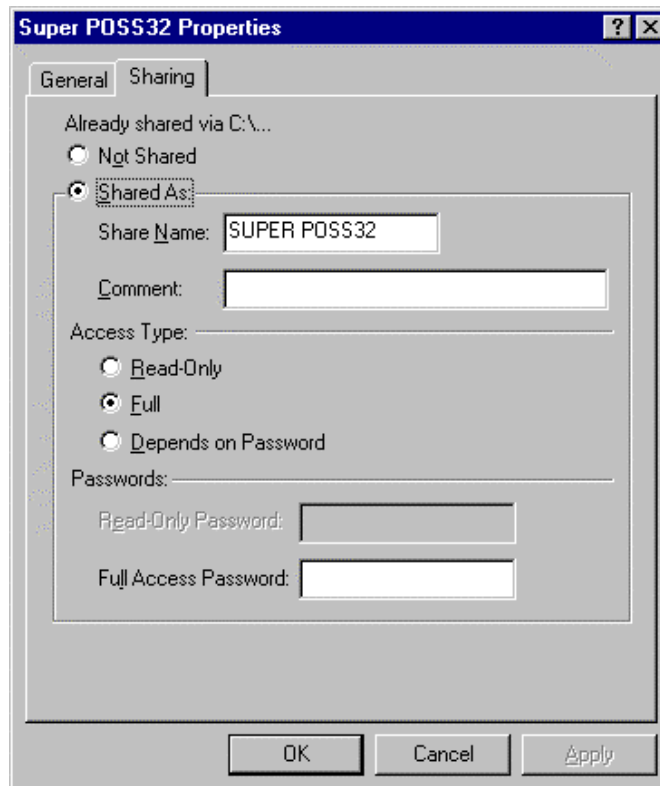 Super POSS32 Properties
General Sharing
Already shared via C:\...
Not Shared
Shared As:
Share Name: SUPER POSS32
Comment:
Access Type:
Read-Only
Full
Depends on Password
Passwords:
Read-Only Password:
Full Access Password:
OK Cancel Apply